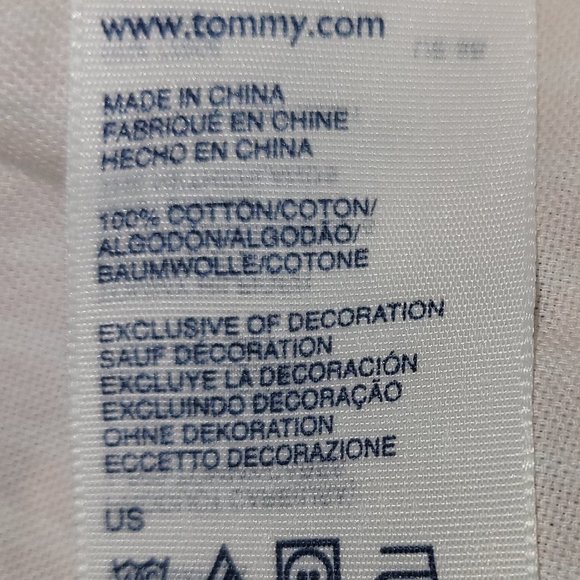 www.tommy.com
MADE IN CHINA
FABRIQUÉ EN CHINE
HECHO EN CHINA
100% COTTON/COTON/
ALGODÓN/ALGODÃO/
BAUMWOLLE/COTONE
EXCLUSIVE OF DECORATION
SAUF DÉCORATION
EXCLUYE LA DECORACIÓN
EXCLUINDO DECORAÇÃO
OHNE DEKORATION
ECCETTO DECORAZIONE
US